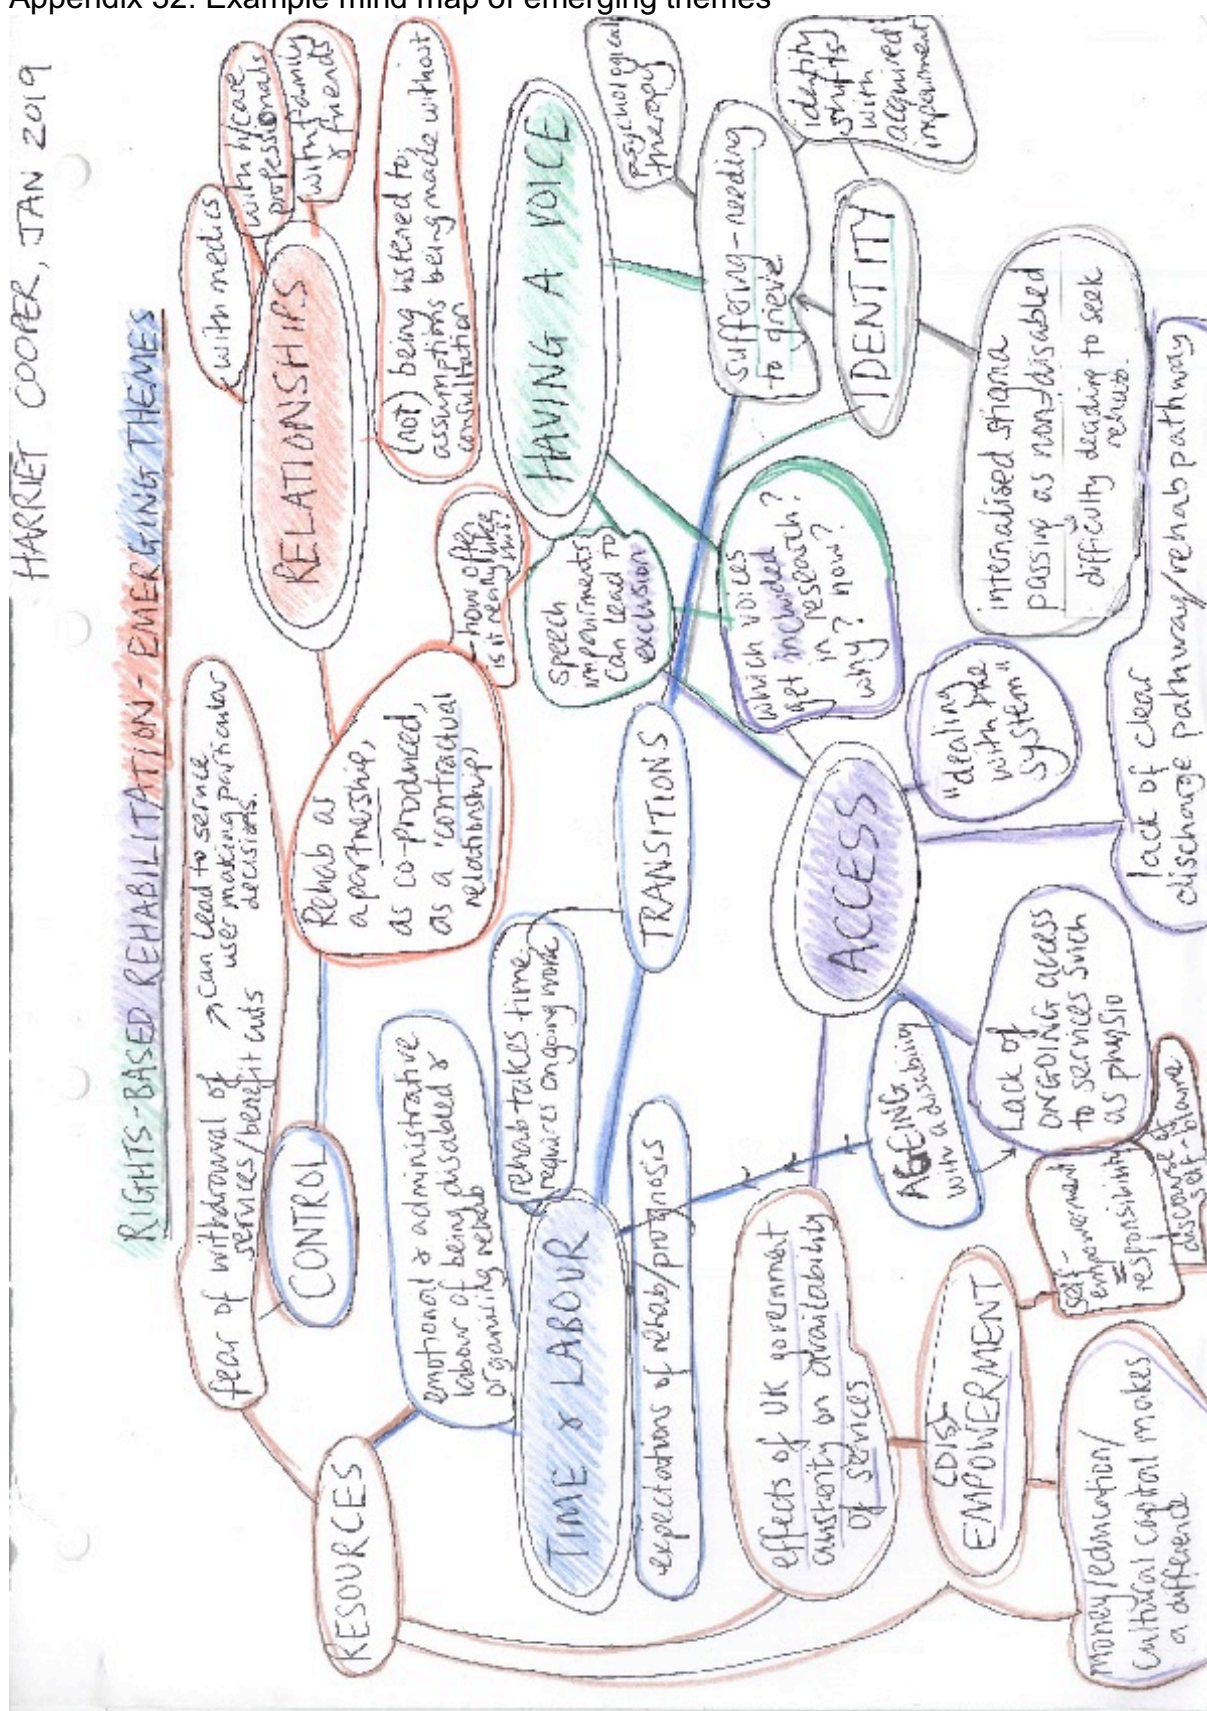 Appendix 32: Example mind map of emerging themes
HARRIET COOPER, JAN 2019
RIGHTS-BASED REHABILITATION - EMERGING THEMES
fear of withdrawal of
services/benefit cuts
↗ can lead to service
user making particular
decisions.
CONTROL
RESOURCES
Rehab as
a partnership,
as co-produced,
as a 'contractual
relationship'
- how often
is it really like
this?
RELATIONSHIPS
with medics
with h/care
professionals
with family
& friends
(not) being listened to;
assumptions being made without
consultation
emotional & administrative
labour of being disabled &
organising rehab
rehab takes time,
requires ongoing work
TIME & LABOUR
expectations of rehab/prognosis
TRANSITIONS
Speech
impairments
can lead to
exclusion
HAVING A VOICE
which voices
get included
in research?
why? how?
suffering - needing
to grieve
psychological
therapy
identity
shifts
with
acquired
impairment
IDENTITY
internalised stigma
passing as non/disabled
difficulty deciding to seek
rehab.
effects of UK government
austerity on availability
of services
(DIS)
EMPOWERMENT
money/education/
cultural capital makes
a difference
self-
empowerment
=
responsibility
discourse of
self-blame
AGEING
with a disability
Lack of
ONGOING access
to services such
as physio
ACCESS
"dealing
with the
system"
lack of clear
discharge pathway/rehab pathway